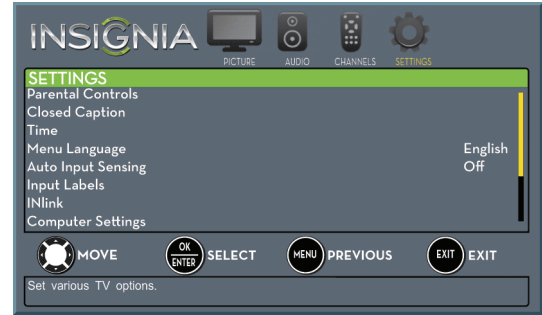 INSIGNIA
PICTURE AUDIO CHANNELS SETTINGS
SETTINGS
Parental Controls
Closed Caption
Time
Menu Language English
Auto Input Sensing Off
Input Labels
INlink
Computer Settings
MOVE OK ENTER SELECT MENU PREVIOUS EXIT EXIT
Set various TV options.